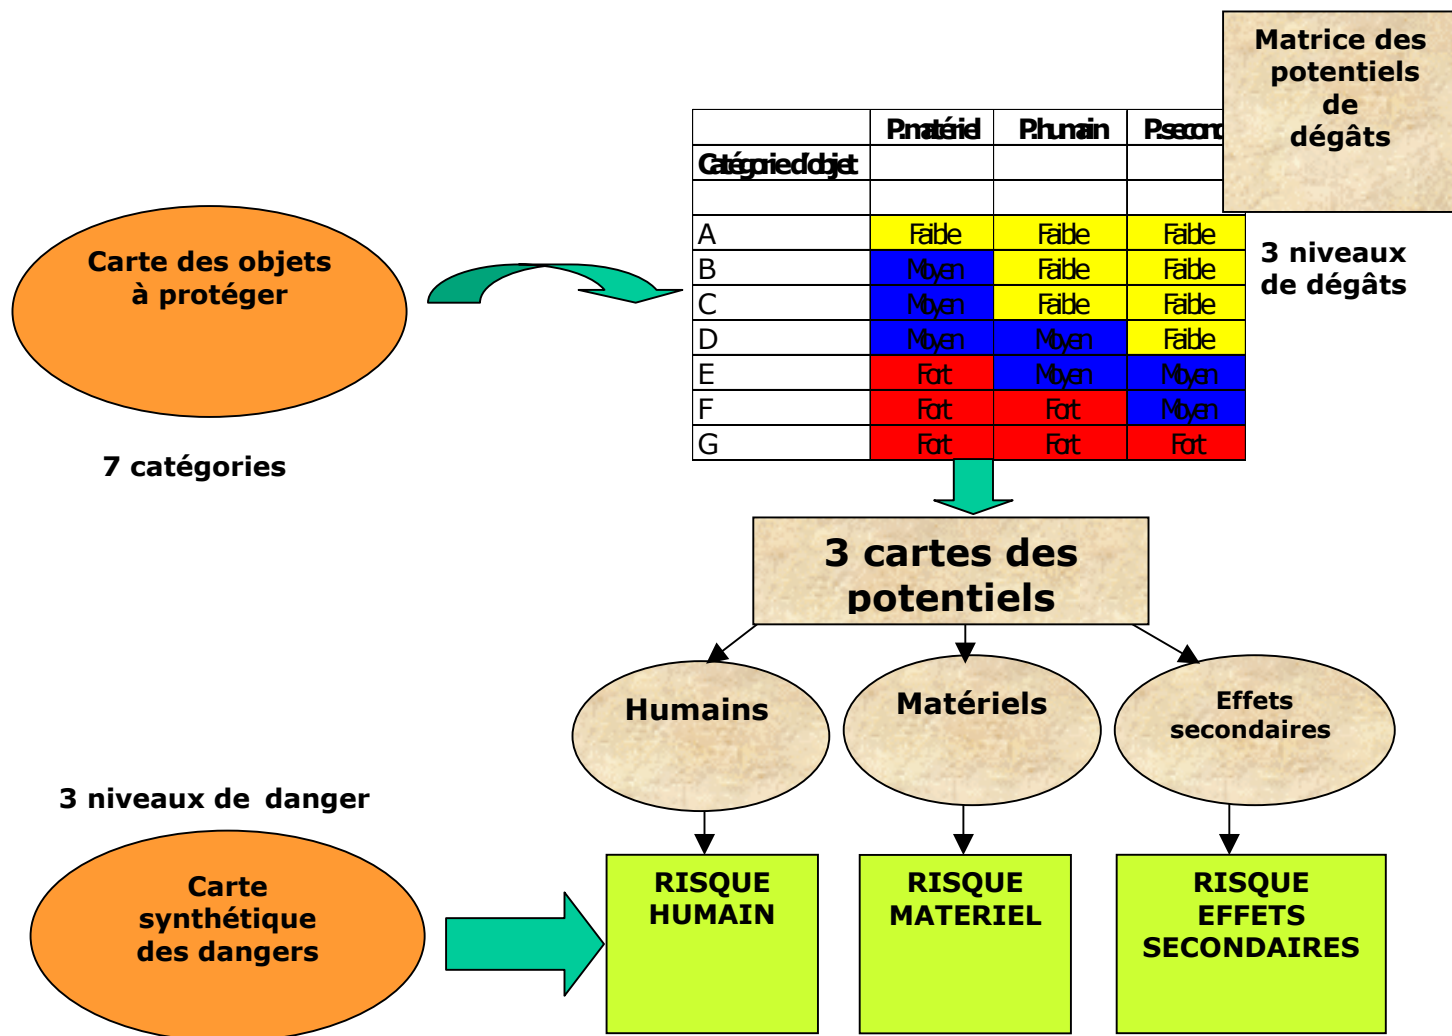 Matrice des
potentiels
de
dégâts
P.matériel P.humain P.second
Catégorie d'objet
A Faible Faible Faible
B Moyen Faible Faible
C Moyen Faible Faible
D Moyen Moyen Faible
E Fort Moyen Moyen
F Fort Fort Moyen
G Fort Fort Fort
3 niveaux
de dégâts
Carte des objets
à protéger
7 catégories
3 cartes des
potentiels
Humains
Matériels
Effets
secondaires
3 niveaux de danger
Carte
synthétique
des dangers
RISQUE
HUMAIN
RISQUE
MATERIEL
RISQUE
EFFETS
SECONDAIRES